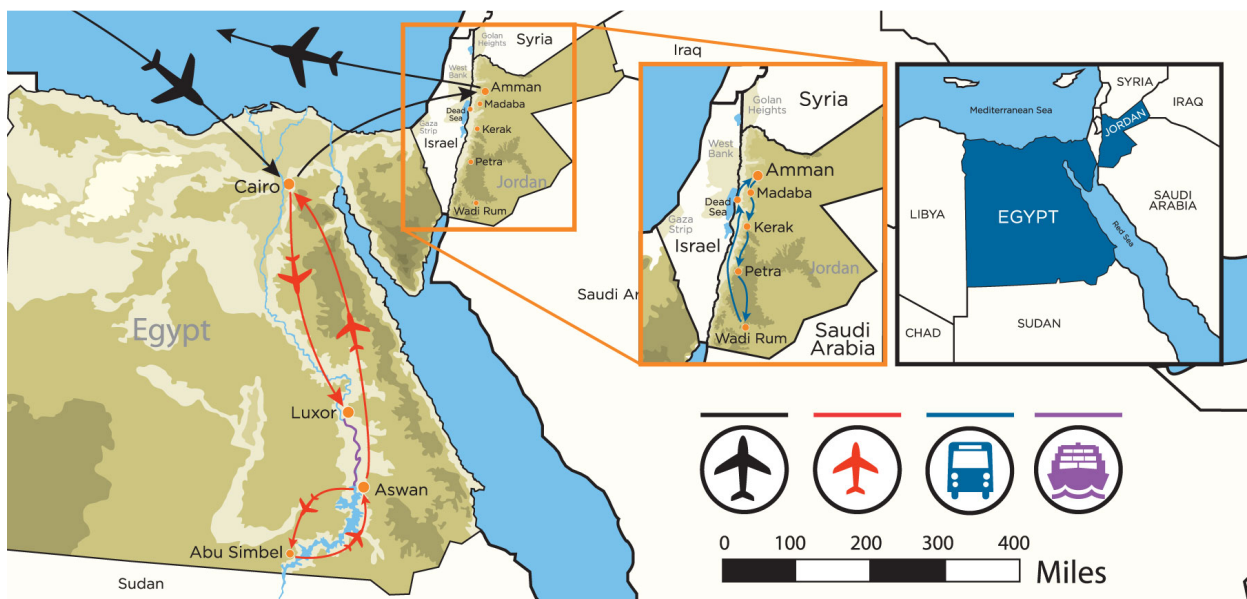 Golan
Heights
Syria
Iraq
West
Bank
Amman
Madaba
Dead
Sea
Kerak
Gaza
Strip
Israel
Petra
Jordan
Wadi Rum
Cairo
Egypt
Luxor
Aswan
Abu Simbel
Sudan
Saudi Ar
Golan
Heights
Syria
West
Bank
Amman
Madaba
Dead
Sea
Gaza
Strip
Kerak
Israel
Petra
Jordan
Wadi Rum
Saudi
Arabia
Mediterranean Sea
SYRIA
IRAQ
JORDAN
LIBYA
EGYPT
SAUDI
ARABIA
Red Sea
CHAD
SUDAN
0 100 200 300 400
Miles